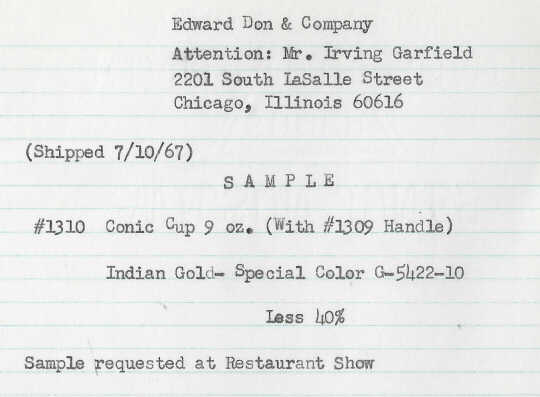 Edward Don & Company
Attention: Mr. Irving Garfield
2201 South LaSalle Street
Chicago, Illinois 60616
(Shipped 7/10/67)
S A M P L E
#1310 Conic Cup 9 oz. (With #1309 Handle)
Indian Gold- Special Color G-5422-10
Less 40%
Sample requested at Restaurant Show